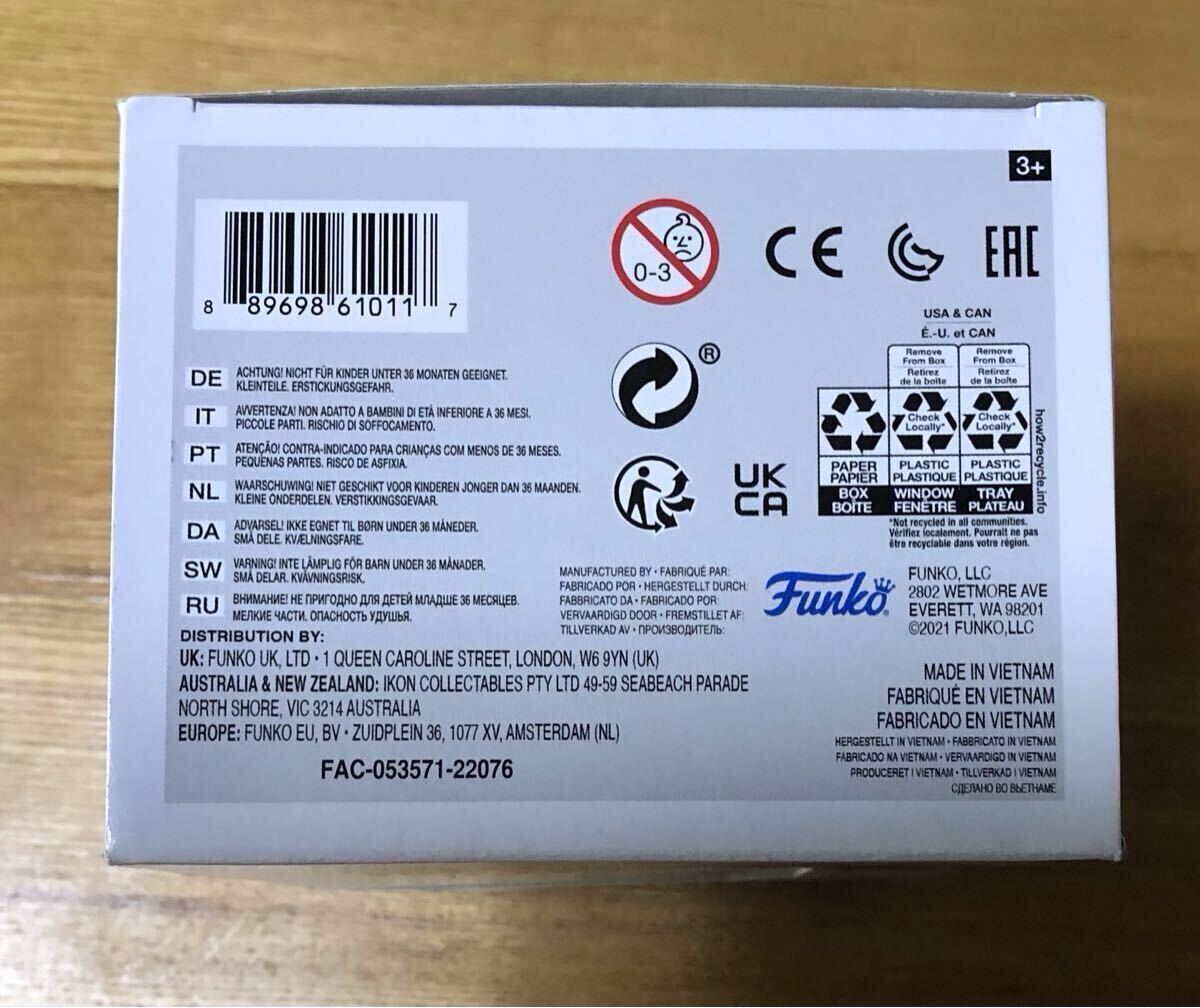 3+
8 89698 61011 7
0-3
CE
EAC
®
UK
CA
USA & CAN
É.-U. et CAN
Remove
From Box
Retirez
de la boîte
Remove
From Box
Retirez
de la boîte
Check
Locally*
Check
Locally*
PAPER
PAPIER
BOX
BOÎTE
PLASTIC
PLASTIQUE
WINDOW
FENÊTRE
PLASTIC
PLASTIQUE
TRAY
PLATEAU
how2recycle.info
*Not recycled in all communities.
Vérifiez localement. Pourrait ne pas
être recyclable dans votre région.
DE ACHTUNG! NICHT FÜR KINDER UNTER 36 MONATEN GEEIGNET.
KLEINTEILE. ERSTICKUNGSGEFAHR.
IT AVVERTENZA! NON ADATTO A BAMBINI DI ETÀ INFERIORE A 36 MESI.
PICCOLE PARTI. RISCHIO DI SOFFOCAMENTO.
PT ATENÇÃO! CONTRA-INDICADO PARA CRIANÇAS COM MENOS DE 36 MESES.
PEQUENAS PARTES. RISCO DE ASFIXIA.
NL WAARSCHUWING! NIET GESCHIKT VOOR KINDEREN JONGER DAN 36 MAANDEN.
KLEINE ONDERDELEN. VERSTIKKINGSGEVAAR.
DA ADVARSEL! IKKE EGNET TIL BØRN UNDER 36 MÅNEDER.
SMÅ DELE. KVÆLNINGSFARE.
SW VARNING! INTE LÄMPLIG FÖR BARN UNDER 36 MÅNADER.
SMÅ DELAR. KVÄVNINGSRISK.
RU ВНИМАНИЕ! НЕ ПРИГОДНО ДЛЯ ДЕТЕЙ МЛАДШЕ 36 МЕСЯЦЕВ.
МЕЛКИЕ ЧАСТИ. ОПАСНОСТЬ УДУШЬЯ.
MANUFACTURED BY • FABRIQUÉ PAR:
FABRICADO POR • HERGESTELLT DURCH:
FABBRICATO DA • FABRICADO POR:
VERVAARDIGD DOOR • FREMSTILLET AF:
TILLVERKAD AV • ПРОИЗВОДИТЕЛЬ:
Funko®
FUNKO, LLC
2802 WETMORE AVE
EVERETT, WA 98201
©2021 FUNKO,LLC
DISTRIBUTION BY:
UK: FUNKO UK, LTD • 1 QUEEN CAROLINE STREET, LONDON, W6 9YN (UK)
AUSTRALIA & NEW ZEALAND: IKON COLLECTABLES PTY LTD 49-59 SEABEACH PARADE
NORTH SHORE, VIC 3214 AUSTRALIA
EUROPE: FUNKO EU, BV • ZUIDPLEIN 36, 1077 XV, AMSTERDAM (NL)
FAC-053571-22076
MADE IN VIETNAM
FABRIQUÉ EN VIETNAM
FABRICADO EN VIETNAM
HERGESTELLT IN VIETNAM • FABBRICATO IN VIETNAM
FABRICADO NA VIETNAM • VERVAARDIGD IN VIETNAM
PRODUCERET I VIETNAM • TILLVERKAD I VIETNAM
СДЕЛАНО ВО ВЬЕТНАМЕ